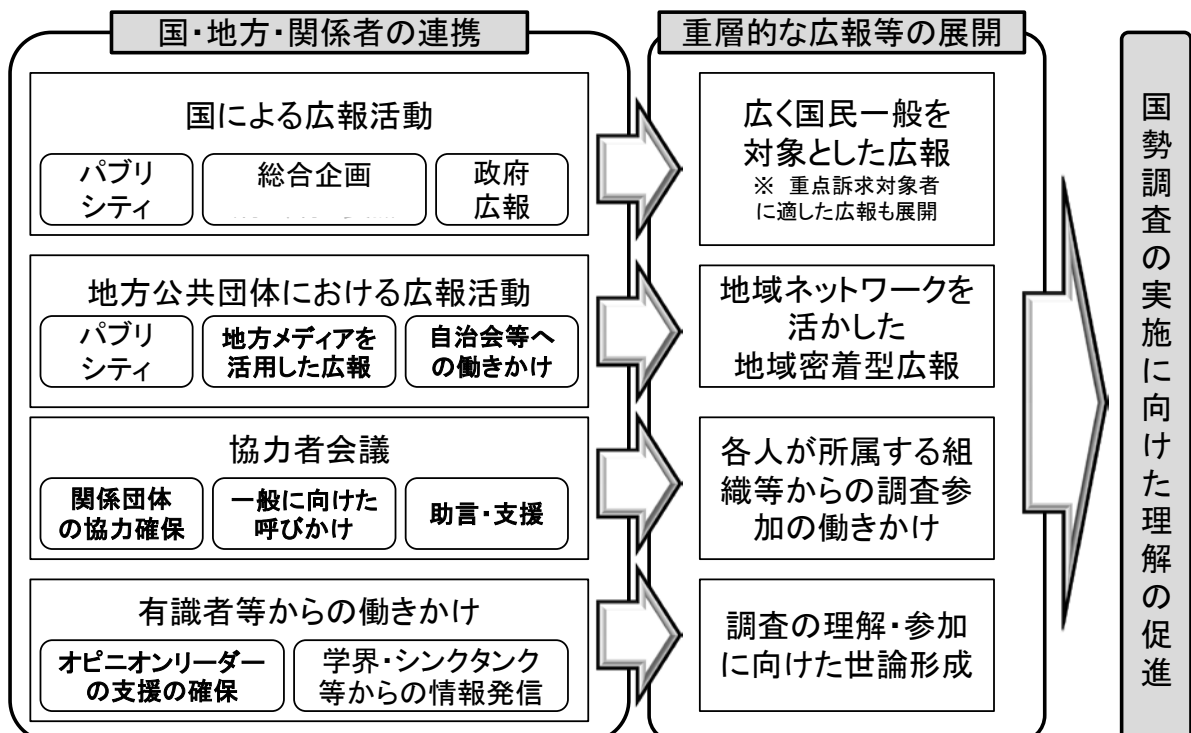 国・地方・関係者の連携
国による広報活動
パブリ
シティ
総合企画
政府
広報
地方公共団体における広報活動
パブリ
シティ
地方メディアを
活用した広報
自治会等へ
の働きかけ
協力者会議
関係団体
の協力確保
一般に向けた
呼びかけ
助言・支援
有識者等からの働きかけ
オピニオンリーダー
の支援の確保
学界・シンクタンク
等からの情報発信
重層的な広報等の展開
広く国民一般を
対象とした広報
※ 重点訴求対象者
に適した広報も展開
地域ネットワークを
活かした
地域密着型広報
各人が所属する組
織等からの調査参
加の働きかけ
調査の理解・参加
に向けた世論形成
国勢調査の実施に向けた理解の促進